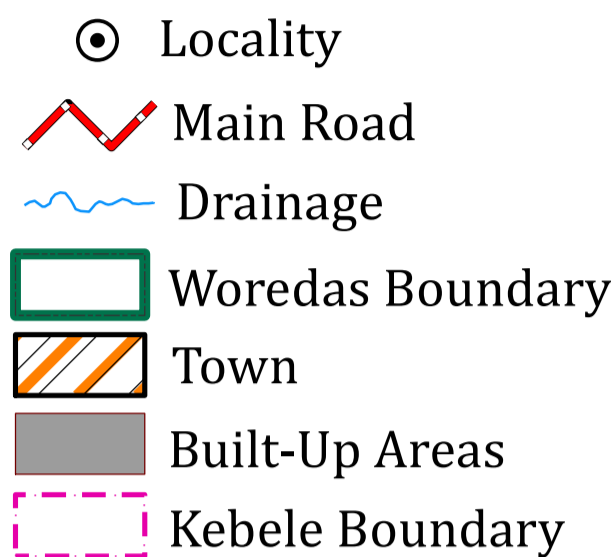 Locality
Main Road
Drainage
Woredas Boundary
Town
Built-Up Areas
Kebele Boundary